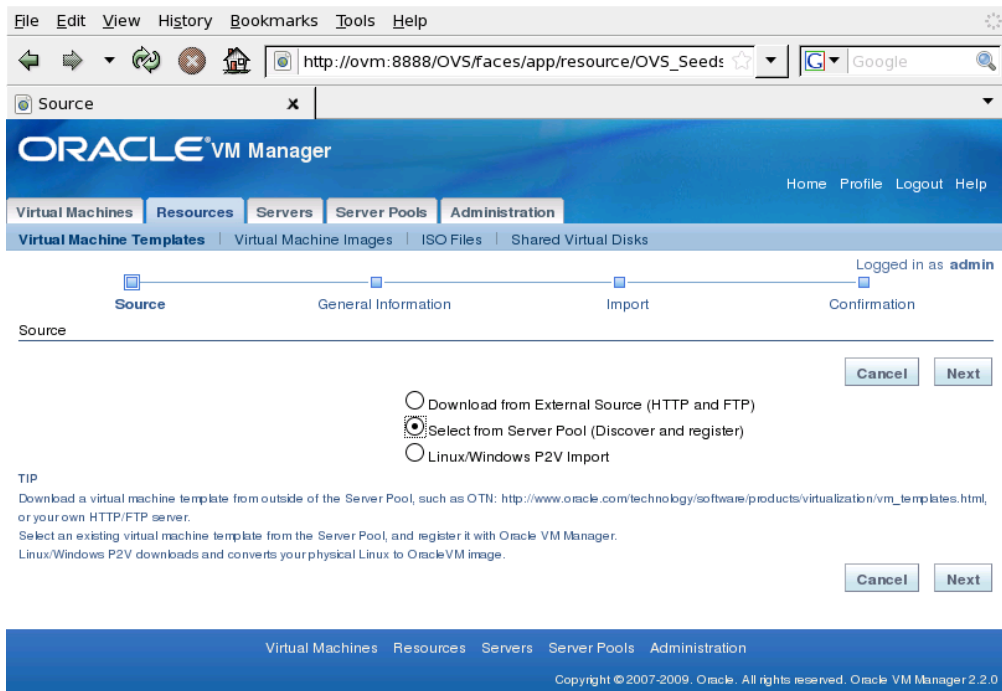 File Edit View History Bookmarks Tools Help
http://ovm:8888/OVS/faces/app/resource/OVS_Seeds
G Google
Source x
ORACLE VM Manager
Home Profile Logout Help
Virtual Machines Resources Servers Server Pools Administration
Virtual Machine Templates | Virtual Machine Images | ISO Files | Shared Virtual Disks
Logged in as admin
Source General Information Import Confirmation
Source
Cancel Next
Download from External Source (HTTP and FTP)
Select from Server Pool (Discover and register)
Linux/Windows P2V Import
TIP
Download a virtual machine template from outside of the Server Pool, such as OTN: http://www.oracle.com/technology/software/products/virtualization/vm_templates.html,
or your own HTTP/FTP server.
Select an existing virtual machine template from the Server Pool, and register it with Oracle VM Manager.
Linux/Windows P2V downloads and converts your physical Linux to OracleVM image.
Cancel Next
Virtual Machines Resources Servers Server Pools Administration
Copyright © 2007-2009. Oracle. All rights reserved. Oracle VM Manager 2.2.0